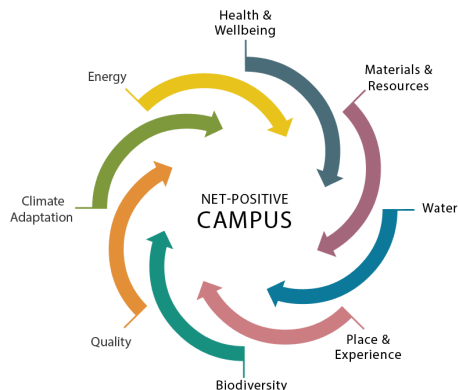 Health &
Wellbeing
Energy
Materials &
Resources
Climate
Adaptation
NET-POSITIVE
CAMPUS
Water
Quality
Place &
Experience
Biodiversity